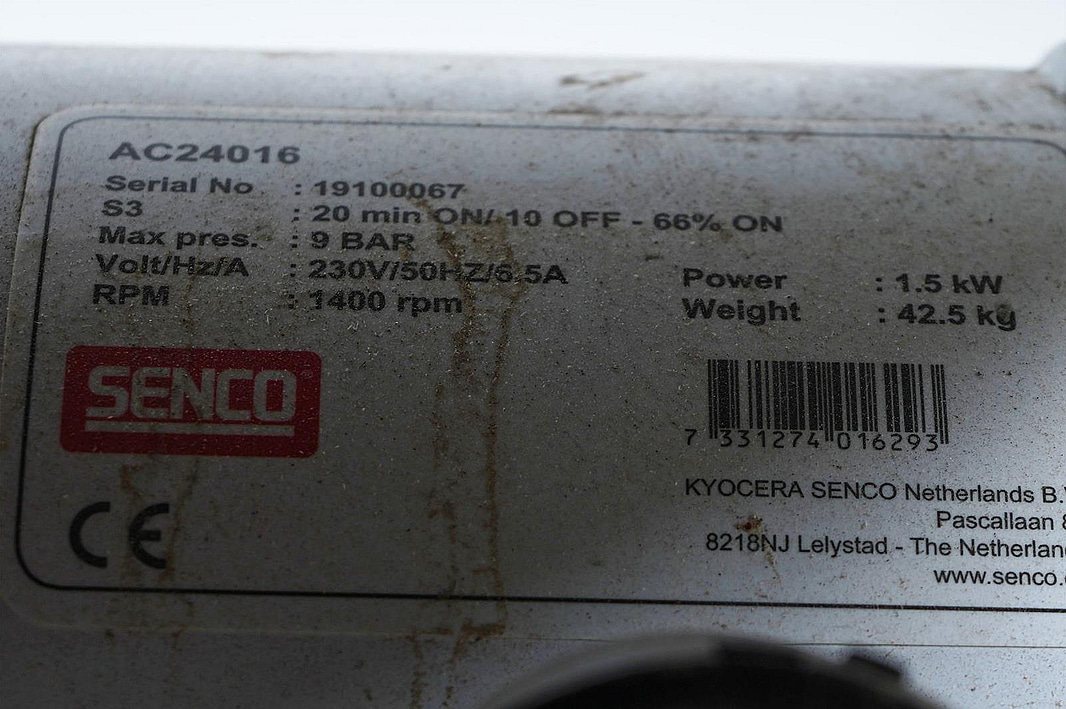 AC24016
Serial No : 19100067
S3 : 20 min ON/ 10 OFF - 66% ON
Max pres. : 9 BAR
Volt/Hz/A : 230V/50HZ/6.5A
RPM : 1400 rpm
Power : 1.5 kW
Weight : 42.5 kg
SENCO®
7 331274 016293
CE
KYOCERA SENCO Netherlands B.V
Pascallaan 8
8218NJ Lelystad - The Netherlan
www.senco.